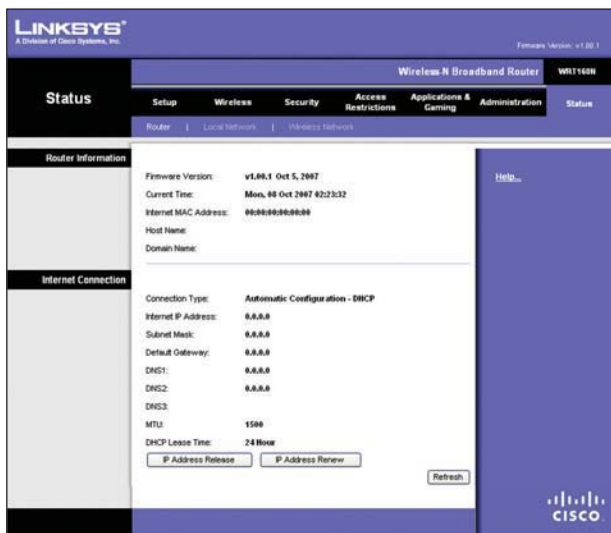 LINKSYS®
A Division of Cisco Systems, Inc.
Firmware Version: v1.00.1
Wireless-N Broadband Router WRT160N
Status
Setup Wireless Security Access Restrictions Applications & Gaming Administration Status
Router | Local Network | Wireless Network
Router Information
Firmware Version: v1.00.1 Oct 5, 2007
Current Time: Mon, 08 Oct 2007 02:23:32
Internet MAC Address: 00:00:00:00:00:00
Host Name:
Domain Name:
Help...
Internet Connection
Connection Type: Automatic Configuration - DHCP
Internet IP Address: 0.0.0.0
Subnet Mask: 0.0.0.0
Default Gateway: 0.0.0.0
DNS1: 0.0.0.0
DNS2: 0.0.0.0
DNS3:
MTU: 1500
DHCP Lease Time: 24 Hour
IP Address Release IP Address Renew
Refresh
CISCO.